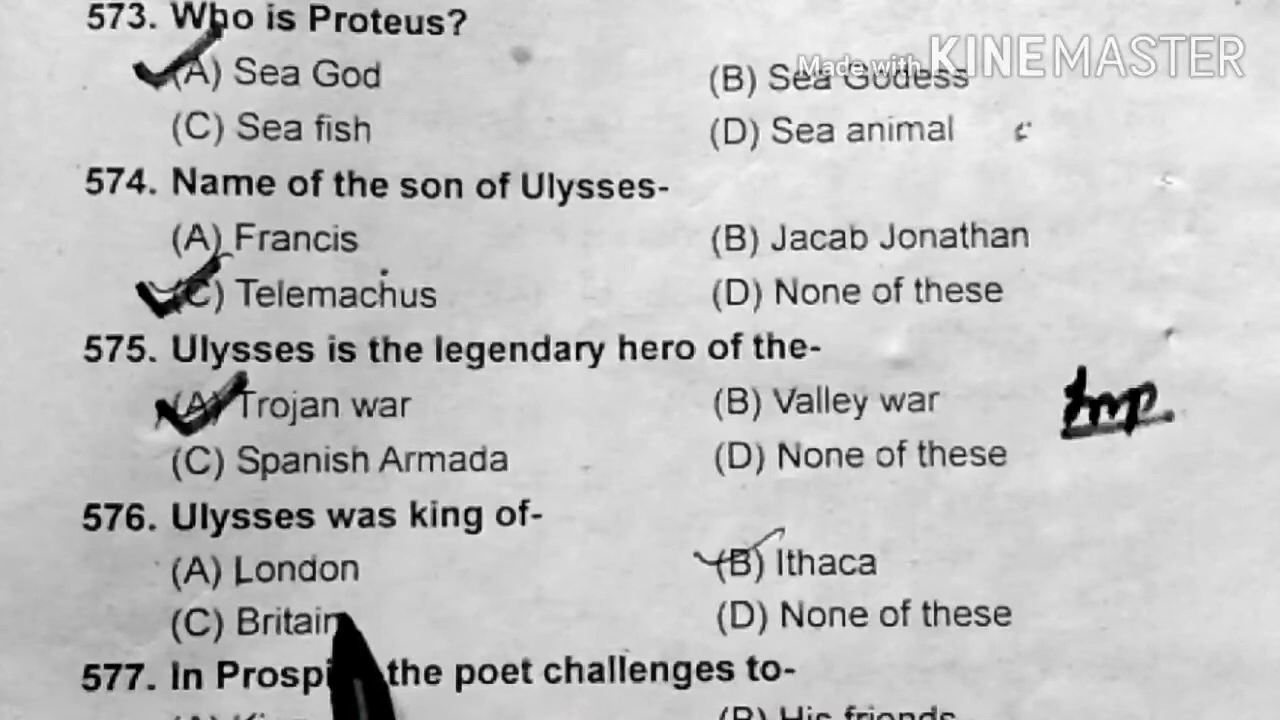 573. Who is Proteus?
Made with KINEMASTER
(A) Sea God (B) Sea Godess
(C) Sea fish (D) Sea animal
574. Name of the son of Ulysses-
(A) Francis (B) Jacab Jonathan
(C) Telemachus (D) None of these
575. Ulysses is the legendary hero of the-
(A) Trojan war (B) Valley war Imp.
(C) Spanish Armada (D) None of these
576. Ulysses was king of-
(A) London (B) Ithaca
(C) Britain (D) None of these
577. In the poet challenges to-
(B) His friends